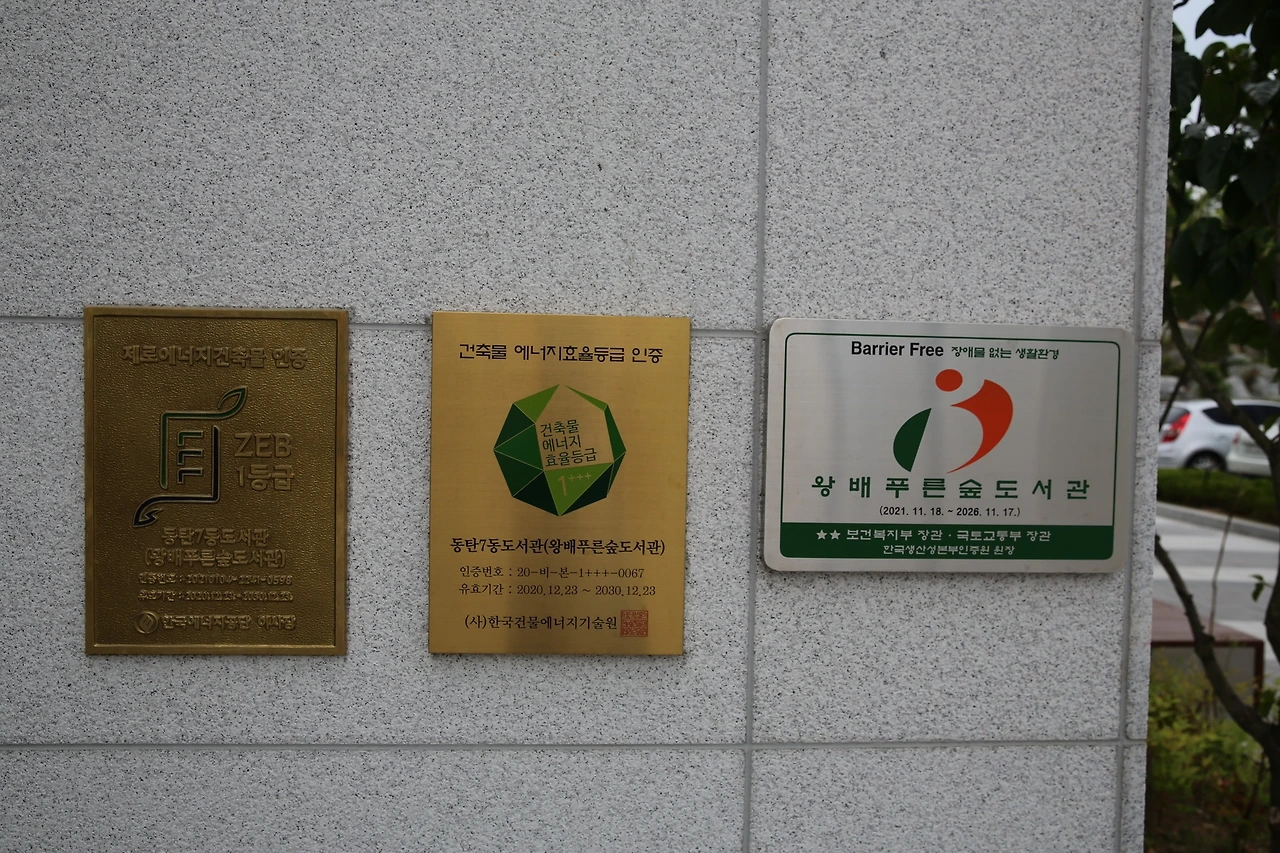 제로에너지건축물 인증
ZEB
1등급
동탄7동도서관
(왕배푸른숲도서관)
인증번호 :
유효기간 :
한국에너지공단 이사장
건축물 에너지효율등급 인증
건축물
에너지
효율등급
1+++
동탄7동도서관(왕배푸른숲도서관)
인증번호 : 20-비-본-1+++-0067
유효기간 : 2020.12.23 ~ 2030.12.23
(사)한국건물에너지기술원
Barrier Free 장애물 없는 생활환경
왕배푸른숲도서관
(2021. 11. 18. ~ 2026. 11. 17.)
★★ 보건복지부 장관 · 국토교통부 장관
한국생산성본부인증원 원장